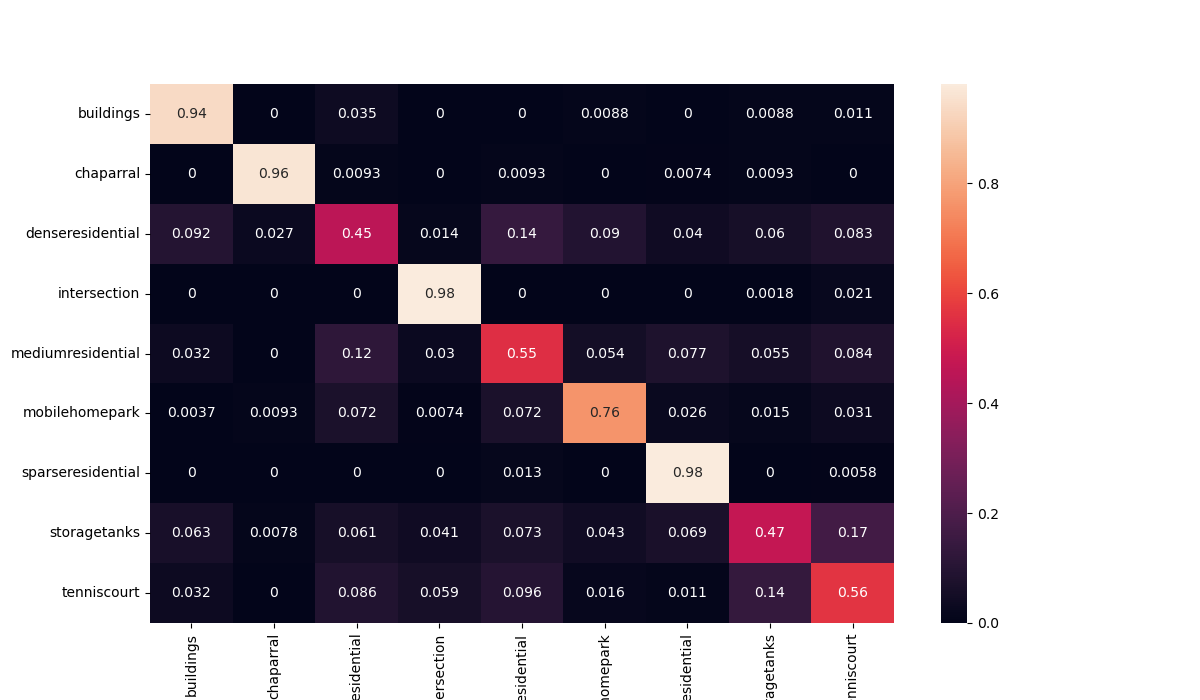 buildings 0.94 0 0.035 0 0 0.0088 0 0.0088 0.011
chaparral 0 0.96 0.0093 0 0.0093 0 0.0074 0.0093 0
denseresidential 0.092 0.027 0.45 0.014 0.14 0.09 0.04 0.06 0.083
intersection 0 0 0 0.98 0 0 0 0.0018 0.021
mediumresidential 0.032 0 0.12 0.03 0.55 0.054 0.077 0.055 0.084
mobilehomepark 0.0037 0.0093 0.072 0.0074 0.072 0.76 0.026 0.015 0.031
sparseresidential 0 0 0 0 0.013 0 0.98 0 0.0058
storagetanks 0.063 0.0078 0.061 0.041 0.073 0.043 0.069 0.47 0.17
tenniscourt 0.032 0 0.086 0.059 0.096 0.016 0.011 0.14 0.56
buildings
chaparral
esidential
ersection
esidential
omepark
esidential
agetanks
nniscourt
0.8
0.6
0.4
0.2
0.0